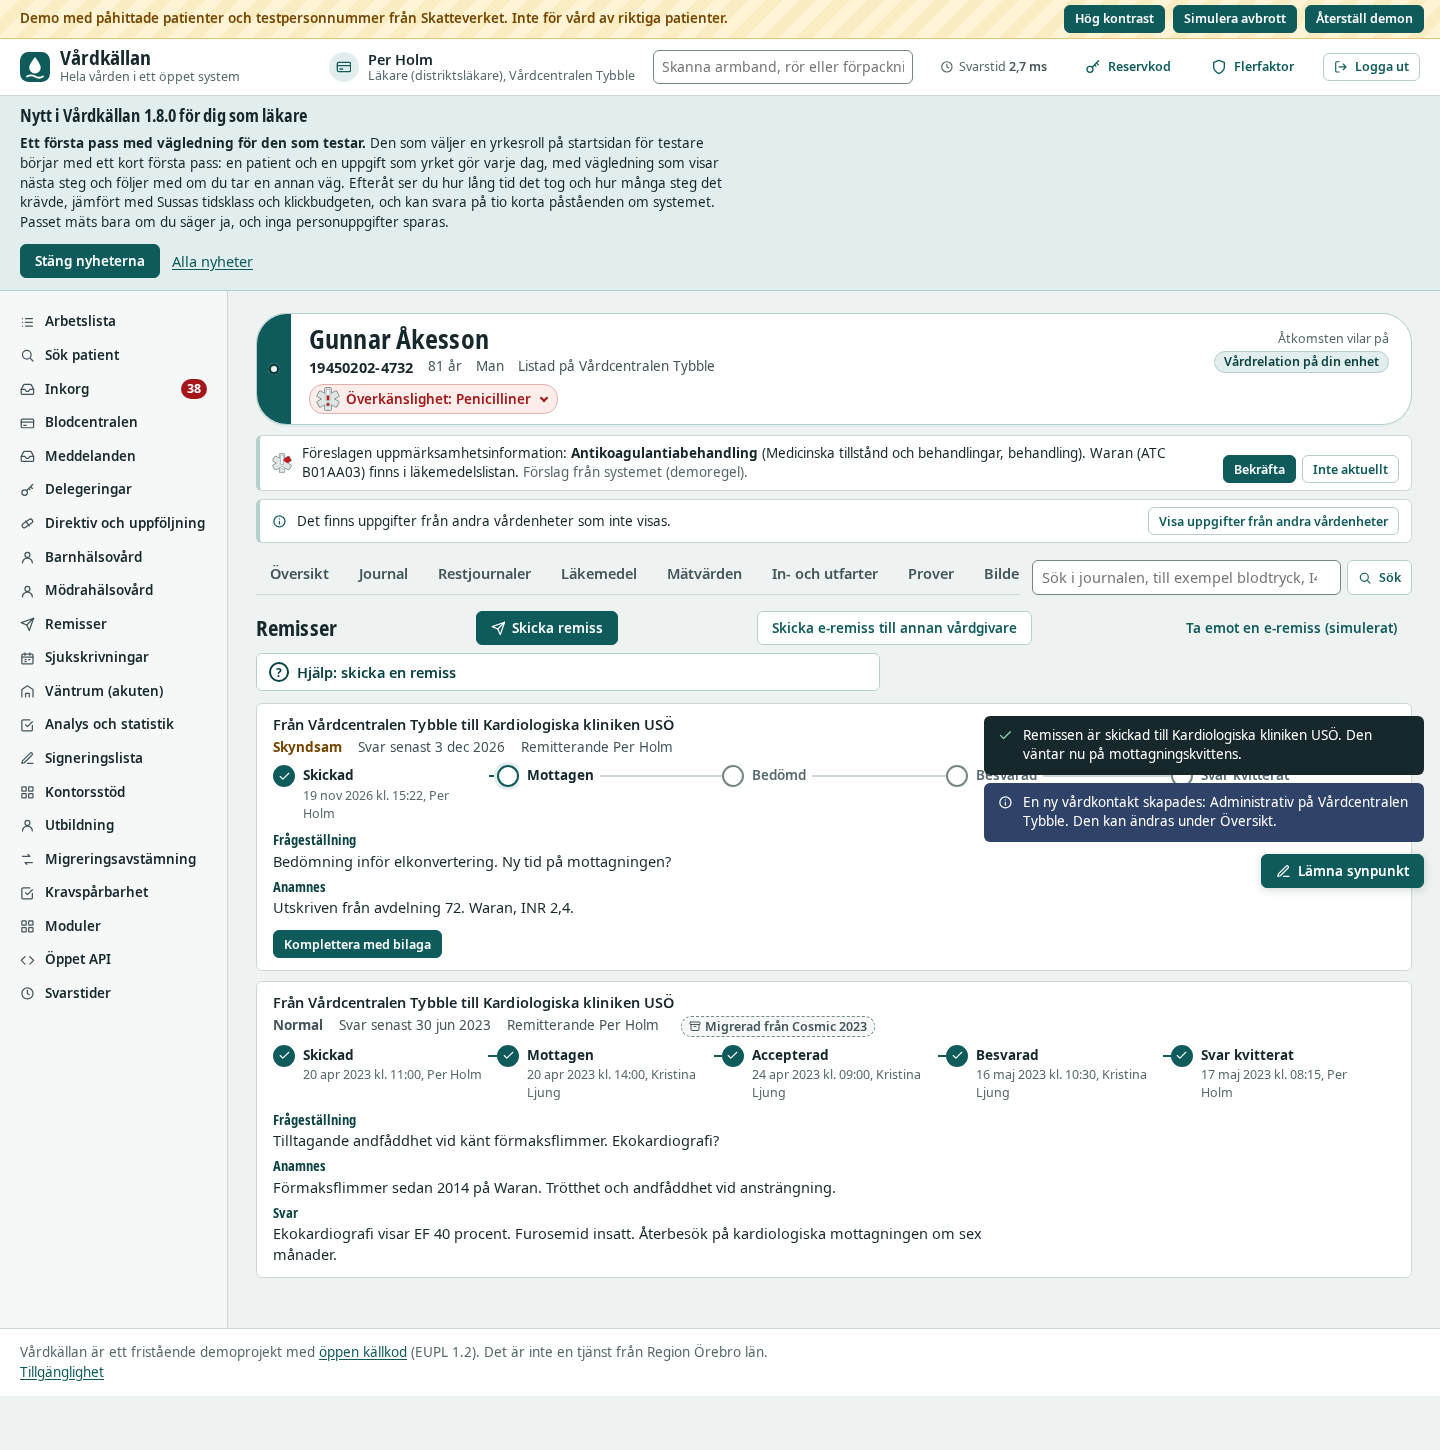 Demo med påhittade patienter och testpersonnummer från Skatteverket. Inte för vård av riktiga patienter.
Hög kontrast
Simulera avbrott
Återställ demon
Vårdkällan
Hela vården i ett öppet system
Per Holm
Läkare (distriktsläkare), Vårdcentralen Tybble
Skanna armband, rör eller förpackni
Svarstid 2,7 ms
Reservkod
Flerfaktor
Logga ut
Nytt i Vårdkällan 1.8.0 för dig som läkare
Ett första pass med vägledning för den som testar. Den som väljer en yrkesroll på startsidan för testare
börjar med ett kort första pass: en patient och en uppgift som yrket gör varje dag, med vägledning som visar
nästa steg och följer med om du tar en annan väg. Efteråt ser du hur lång tid det tog och hur många steg det
krävde, jämfört med Sussas tidsklass och klickbudgeten, och kan svara på tio korta påståenden om systemet.
Passet mäts bara om du säger ja, och inga personuppgifter sparas.
Stäng nyheterna
Alla nyheter
Arbetslista
Sök patient
Inkorg
38
Blodcentralen
Meddelanden
Delegeringar
Direktiv och uppföljning
Barnhälsovård
Mödrahälsovård
Remisser
Sjukskrivningar
Väntrum (akuten)
Analys och statistik
Signeringslista
Kontorsstöd
Utbildning
Migreringsavstämning
Kravspårbarhet
Moduler
Öppet API
Svarstider
Gunnar Åkesson
19450202-4732
81 år
Man
Listad på Vårdcentralen Tybble
Överkänslighet: Penicilliner
Åtkomsten vilar på
Vårdrelation på din enhet
Föreslagen uppmärksamhetsinformation: Antikoagulantiabehandling (Medicinska tillstånd och behandlingar, behandling). Waran (ATC
B01AA03) finns i läkemedelslistan. Förslag från systemet (demoregel).
Bekräfta
Inte aktuellt
Det finns uppgifter från andra vårdenheter som inte visas.
Visa uppgifter från andra vårdenheter
Översikt
Journal
Restjournaler
Läkemedel
Mätvärden
In- och utfarter
Prover
Bilde
Sök i journalen, till exempel blodtryck, I4
Sök
Remisser
Skicka remiss
Skicka e-remiss till annan vårdgivare
Ta emot en e-remiss (simulerat)
? Hjälp: skicka en remiss
Från Vårdcentralen Tybble till Kardiologiska kliniken USÖ
Skyndsam
Svar senast 3 dec 2026
Remitterande Per Holm
Skickad
19 nov 2026 kl. 15:22, Per
Holm
Mottagen
Bedömd
Besvarad
Svar kvitterat
Remissen är skickad till Kardiologiska kliniken USÖ. Den
väntar nu på mottagningskvittens.
En ny vårdkontakt skapades: Administrativ på Vårdcentralen
Tybble. Den kan ändras under Översikt.
Frågeställning
Bedömning inför elkonvertering. Ny tid på mottagningen?
Anamnes
Utskriven från avdelning 72. Waran, INR 2,4.
Lämna synpunkt
Komplettera med bilaga
Från Vårdcentralen Tybble till Kardiologiska kliniken USÖ
Normal
Svar senast 30 jun 2023
Remitterande Per Holm
Migrerad från Cosmic 2023
Skickad
20 apr 2023 kl. 11:00, Per Holm
Mottagen
20 apr 2023 kl. 14:00, Kristina
Ljung
Accepterad
24 apr 2023 kl. 09:00, Kristina
Ljung
Besvarad
16 maj 2023 kl. 10:30, Kristina
Ljung
Svar kvitterat
17 maj 2023 kl. 08:15, Per
Holm
Frågeställning
Tilltagande andfåddhet vid känt förmaksflimmer. Ekokardiografi?
Anamnes
Förmaksflimmer sedan 2014 på Waran. Trötthet och andfåddhet vid ansträngning.
Svar
Ekokardiografi visar EF 40 procent. Furosemid insatt. Återbesök på kardiologiska mottagningen om sex
månader.
Vårdkällan är ett fristående demoprojekt med öppen källkod (EUPL 1.2). Det är inte en tjänst från Region Örebro län.
Tillgänglighet